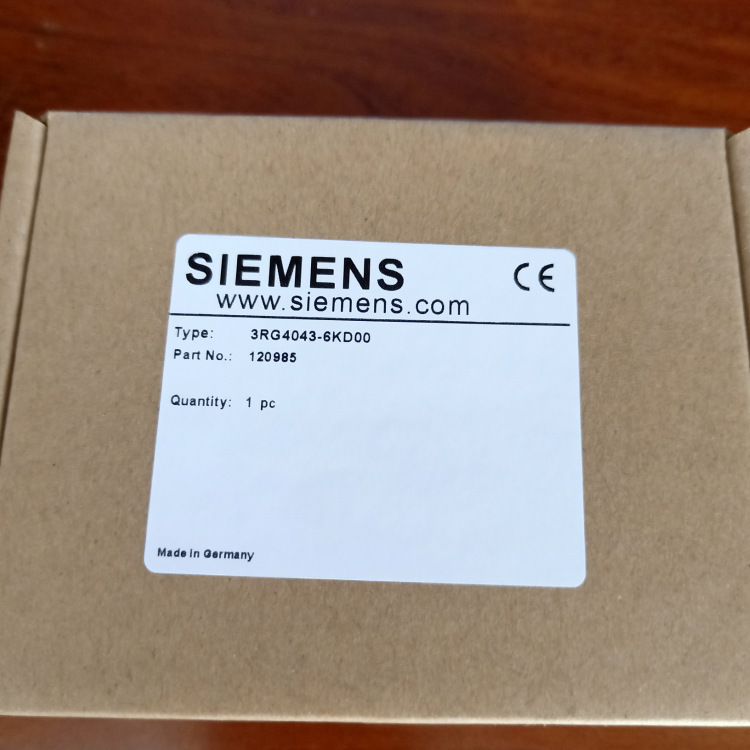 SIEMENS CE
www.siemens.com
Type: 3RG4043-6KD00
Part No.: 120985
Quantity: 1 pc
Made in Germany